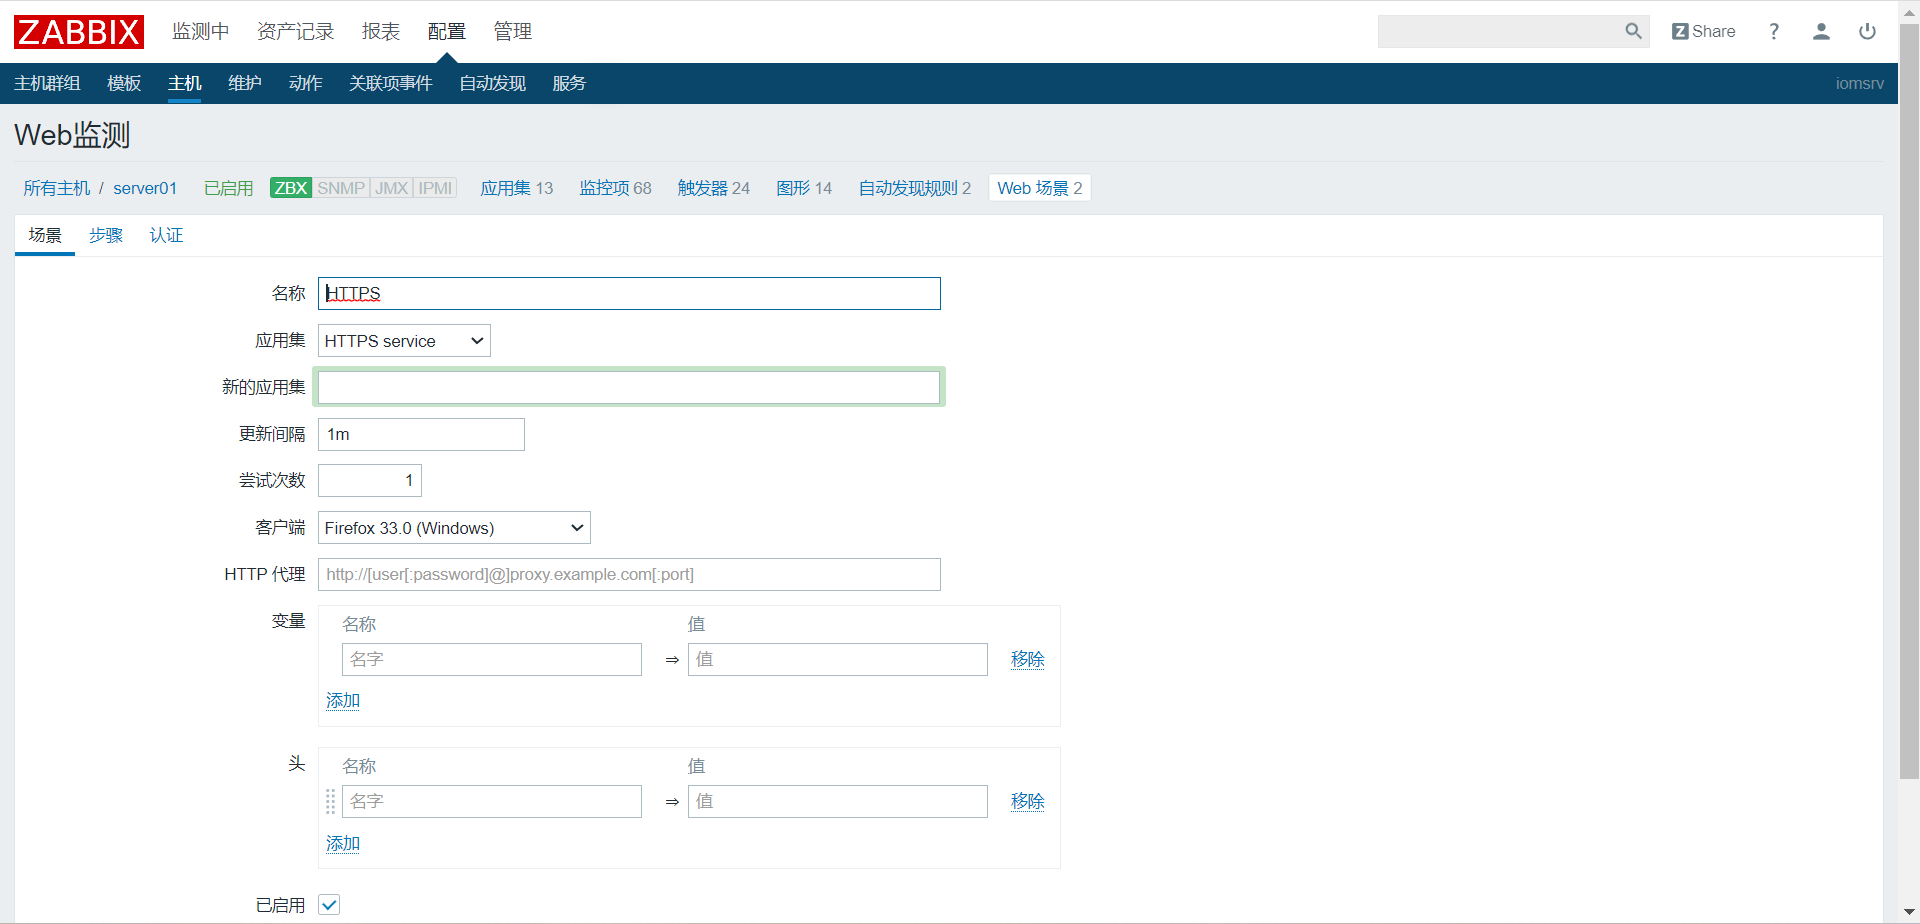 ZABBIX 监测中 资产记录 报表 配置 管理 Z Share ?
主机群组 模板 主机 维护 动作 关联项事件 自动发现 服务 iomsrv
Web监测
所有主机 / server01 已启用 ZBX SNMP JMX IPMI 应用集 13 监控项 68 触发器 24 图形 14 自动发现规则 2 Web 场景 2
场景 步骤 认证
名称 HTTPS
应用集 HTTPS service
新的应用集
更新间隔 1m
尝试次数 1
客户端 Firefox 33.0 (Windows)
HTTP 代理 http://[user[:password]@]proxy.example.com[:port]
变量 名称 值
名字 ⇒ 值 移除
添加
头 名称 值
名字 ⇒ 值 移除
添加
已启用